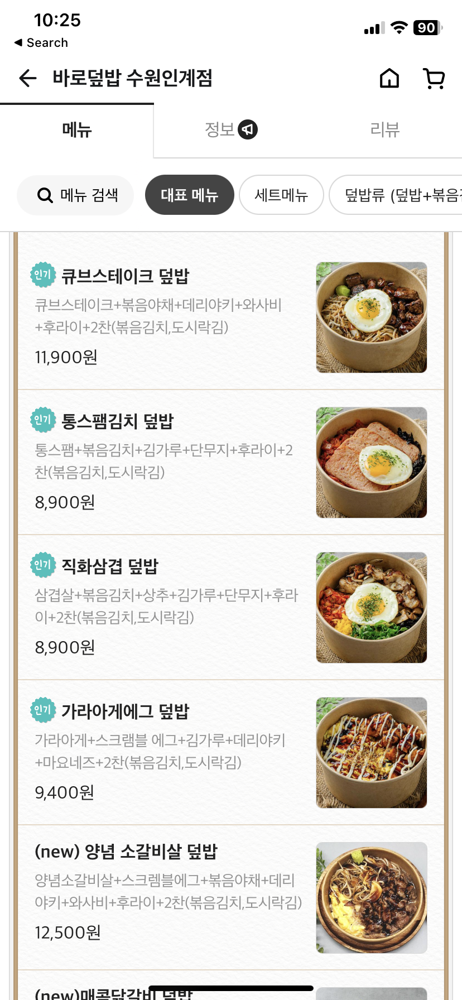 10:25
90
◀ Search
바로덮밥 수원인계점
메뉴
정보
리뷰
메뉴 검색
대표 메뉴
세트메뉴
덮밥류 (덮밥+볶음
인기 큐브스테이크 덮밥
큐브스테이크+볶음야채+데리야키+와사비
+후라이+2찬(볶음김치,도시락김)
11,900원
인기 통스팸김치 덮밥
통스팸+볶음김치+김가루+단무지+후라이+2
찬(볶음김치,도시락김)
8,900원
인기 직화삼겹 덮밥
삼겹살+볶음김치+상추+김가루+단무지+후라
이+2찬(볶음김치,도시락김)
8,900원
인기 가라아게에그 덮밥
가라아게+스크램블 에그+김가루+데리야키
+마요네즈+2찬(볶음김치,도시락김)
9,400원
(new) 양념 소갈비살 덮밥
양념소갈비살+스크렘블에그+볶음야채+데리
야키+와사비+후라이+2찬(볶음김치,도시락김)
12,500원
(new)매콤닭갈비 덮밥